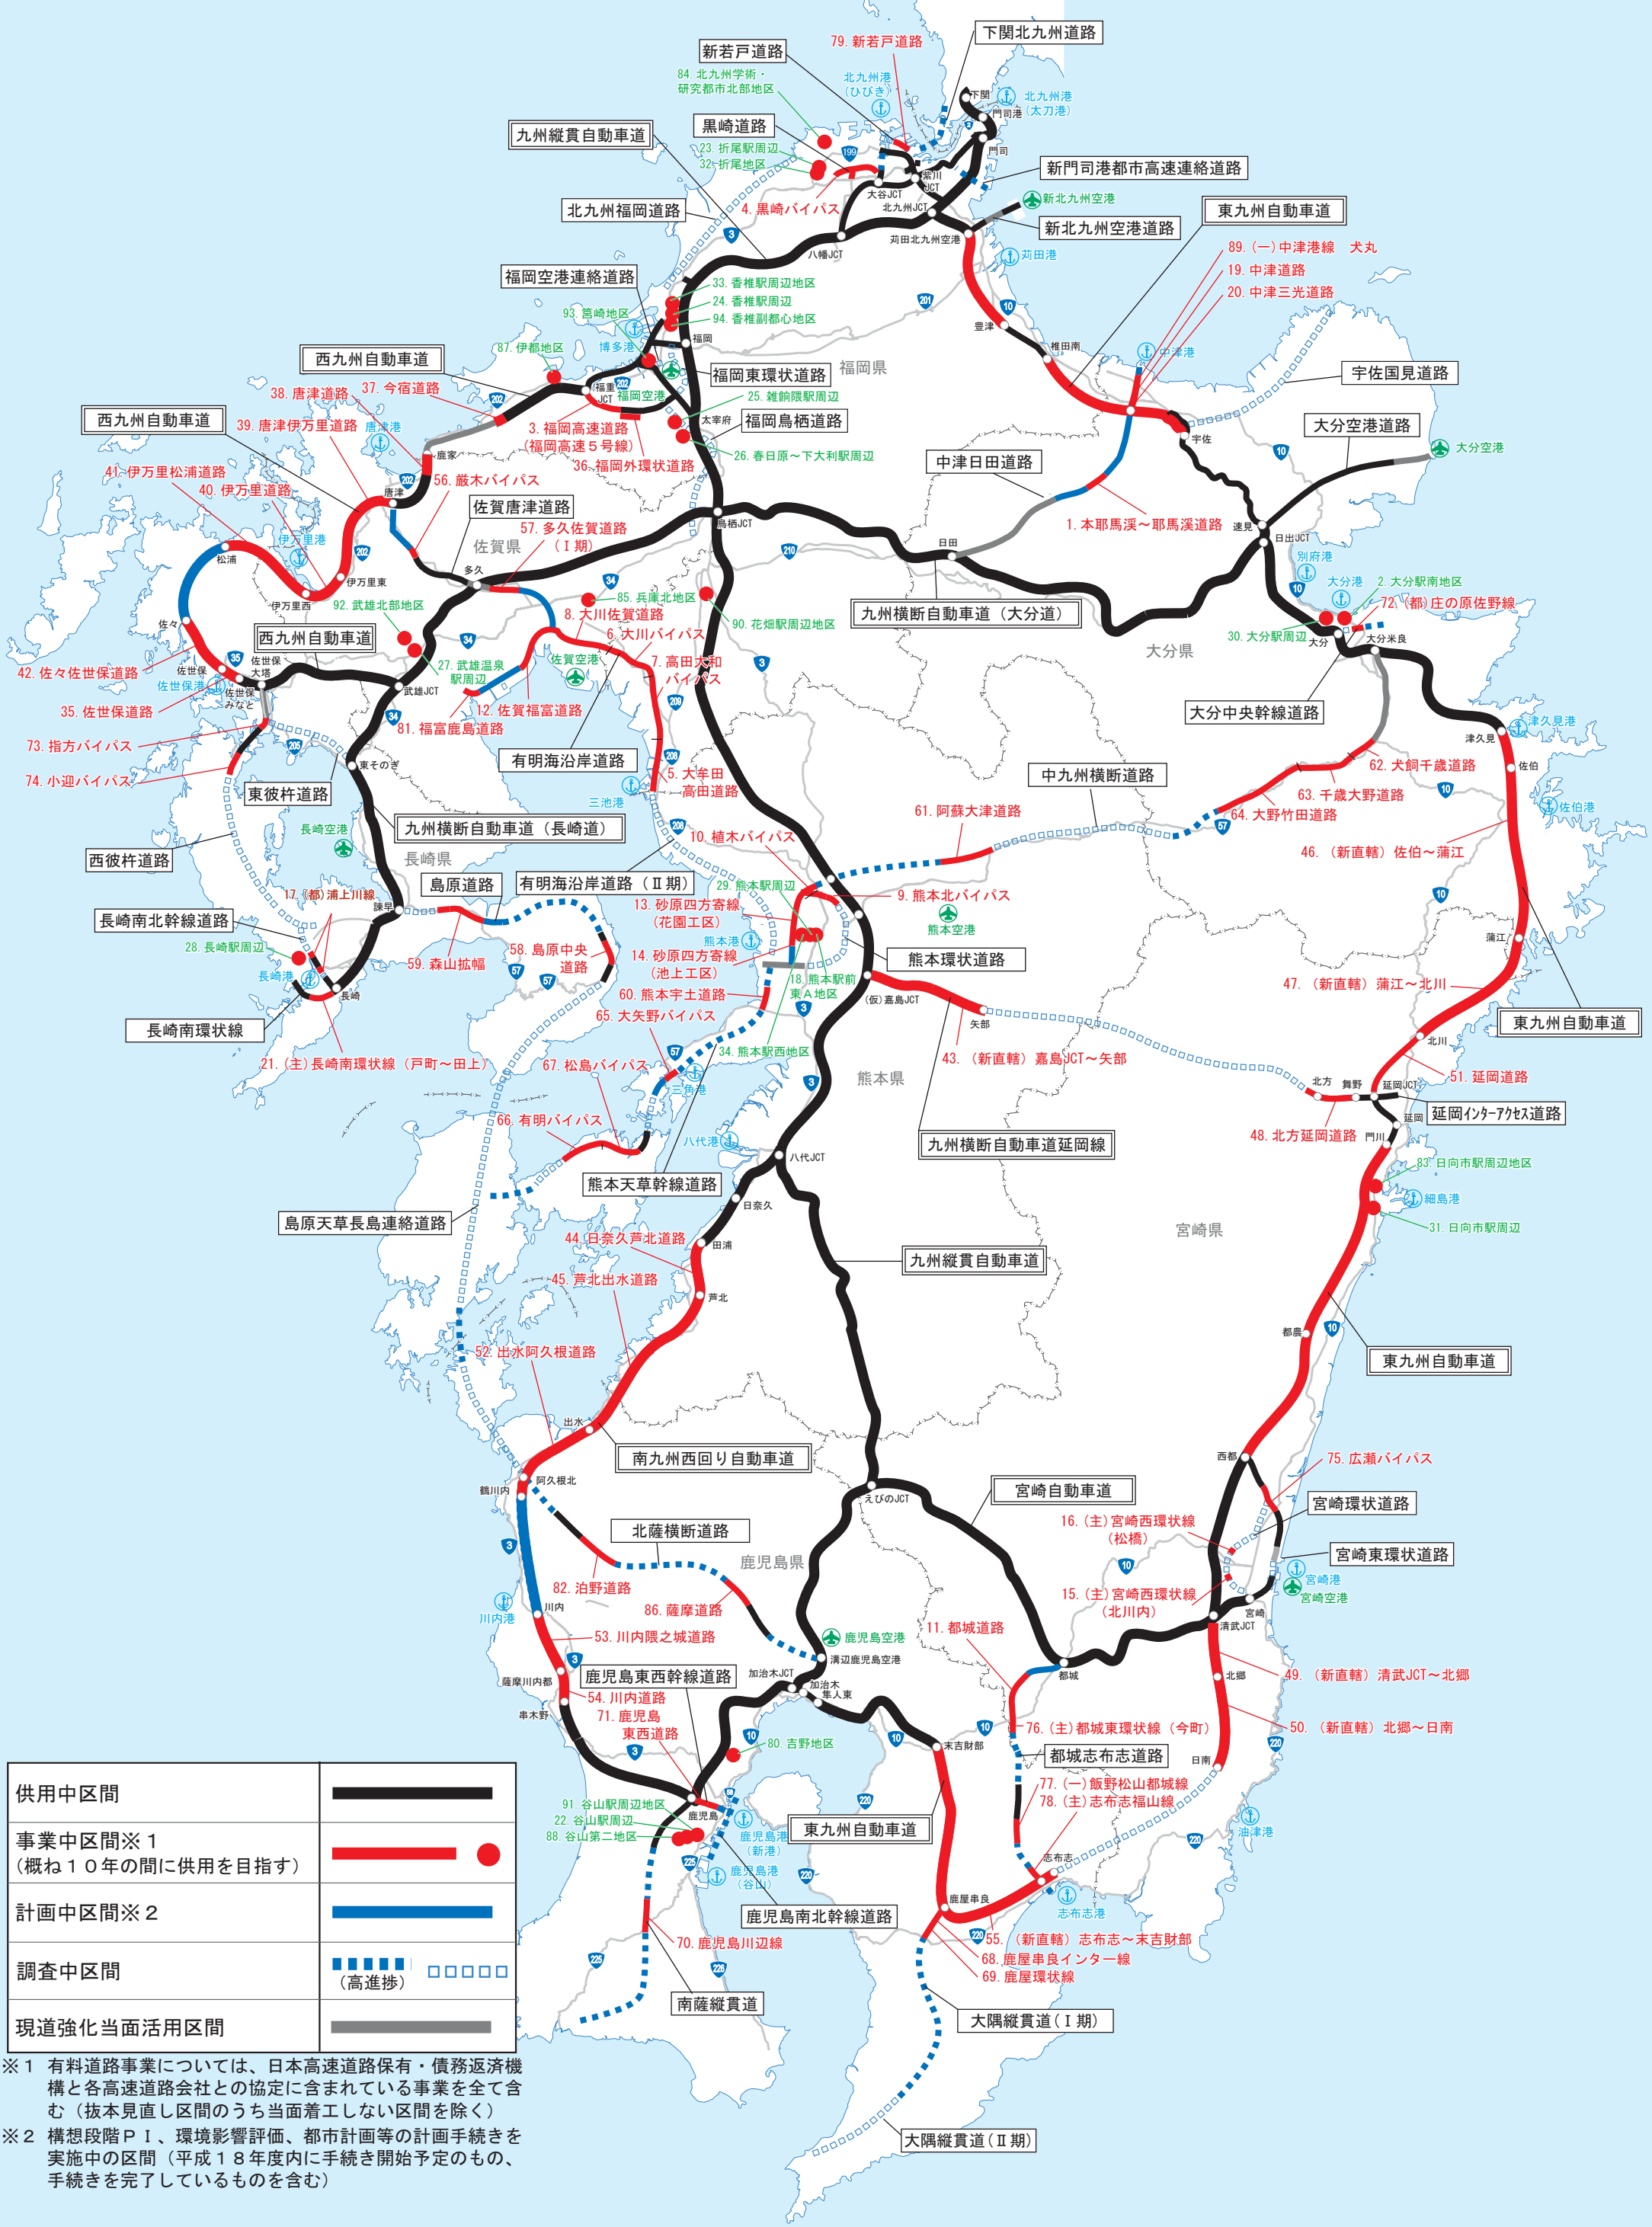 下関北九州道路
新若戸道路
79. 新若戸道路
84. 北九州学術・
研究都市北部地区
北九州港
(ひびき)
下関
北九州港
(太刀港)
門司港
2
九州縦貫自動車道
黒崎道路
門司
23. 折尾駅周辺
32. 折尾地区
199
紫川
JCT
新門司港都市高速連絡道路
大谷JCT
北九州JCT
新北九州空港
北九州福岡道路
4. 黒崎バイパス
東九州自動車道
3
苅田北九州空港
新北九州空港道路
八幡JCT
苅田港
89. (一)中津港線　犬丸
福岡空港連絡道路
33. 香椎駅周辺地区
19. 中津道路
24. 香椎駅周辺
20. 中津三光道路
93. 筥崎地区
94. 香椎副都心地区
201
10
豊津
博多港
福岡
87. 伊都地区
椎田南
中津港
西九州自動車道
福岡県
福岡東環状道路
宇佐国見道路
38. 唐津道路
37. 今宿道路
202
福重
JCT
福岡空港
202
25. 雑餉隈駅周辺
西九州自動車道
39. 唐津伊万里道路
唐津港
3. 福岡高速道路
(福岡高速５号線)
太宰府
福岡鳥栖道路
大分空港道路
宇佐
大分空港
鹿家
36. 福岡外環状道路
26. 春日原〜下大利駅周辺
中津日田道路
10
41. 伊万里松浦道路
40. 伊万里道路
202
56. 厳木バイパス
唐津
佐賀唐津道路
57. 多久佐賀道路
(Ⅰ期)
鳥栖JCT
1. 本耶馬溪〜耶馬溪道路
速見
伊万里港
202
佐賀県
日田
日出JCT
松浦
210
別府港
伊万里東
多久
34
大分港
2. 大分駅南地区
10
伊万里西
92. 武雄北部地区
85. 兵庫北地区
72. (都)庄の原佐野線
佐々
8. 大川佐賀道路
九州横断自動車道（大分道）
西九州自動車道
34
6. 大川バイパス
90. 花畑駅周辺地区
30. 大分駅周辺
大分
大分米良
35
佐世保
佐世保
大塔
大分県
42. 佐々佐世保道路
27. 武雄温泉
駅周辺
佐賀空港
7. 高田大和
バイパス
3
佐世保港
佐世保
みなと
武雄JCT
35. 佐世保道路
12. 佐賀福富道路
209
大分中央幹線道路
34
81. 福富鹿島道路
津久見港
津久見
73. 指方バイパス
205
208
有明海沿岸道路
中九州横断道路
62. 犬飼千歳道路
佐伯
74. 小迎バイパス
東そのぎ
5. 大牟田
高田道路
東彼杵道路
三池港
63. 千歳大野道路
10
佐伯港
長崎空港
九州横断自動車道（長崎道）
208
61. 阿蘇大津道路
64. 大野竹田道路
10. 植木バイパス
57
西彼杵道路
長崎県
46. （新直轄）佐伯〜蒲江
島原道路
有明海沿岸道路（Ⅱ期）
29. 熊本駅周辺
17. (都)浦上川線
13. 砂原四方寄線
(花園工区)
9. 熊本北バイパス
10
長崎南北幹線道路
諫早
熊本空港
28. 長崎駅周辺
熊本港
蒲江
58. 島原中央
道路
14. 砂原四方寄線
(池上工区)
熊本環状道路
59. 森山拡幅
57
57
長崎港
18. 熊本駅前
東Ａ地区
47. （新直轄）蒲江〜北川
長崎
60. 熊本宇土道路
(仮)嘉島JCT
3
長崎南環状線
65. 大矢野バイパス
矢部
東九州自動車道
北川
21. (主)長崎南環状線（戸町〜田上）
67. 松島バイパス
57
34. 熊本駅西地区
43. （新直轄）嘉島JCT〜矢部
三角港
3
熊本県
51. 延岡道路
北方
舞野
延岡JCT
66. 有明バイパス
延岡ｲﾝﾀｰｱｸｾｽ道路
延岡
八代港
九州横断自動車道延岡線
48. 北方延岡道路
門川
八代JCT
83. 日向市駅周辺地区
熊本天草幹線道路
日奈久
細島港
島原天草長島連絡道路
宮崎県
31. 日向市駅周辺
44. 日奈久芦北道路
田浦
九州縦貫自動車道
45. 芦北出水道路
芦北
都農
10
52. 出水阿久根道路
東九州自動車道
出水
南九州西回り自動車道
西都
75. 広瀬バイパス
阿久根北
鶴川内
えびのJCT
宮崎自動車道
宮崎環状道路
16. (主)宮崎西環状線
(松橋)
北薩横断道路
3
宮崎東環状道路
鹿児島県
10
82. 泊野道路
宮崎港
宮崎空港
15. (主)宮崎西環状線
(北川内)
86. 薩摩道路
川内港
川内
宮崎
11. 都城道路
清武JCT
53. 川内隈之城道路
鹿児島空港
3
溝辺鹿児島空港
鹿児島東西幹線道路
加治木JCT
都城
北郷
49. （新直轄）清武JCT〜北郷
薩摩川内都
加治木
隼人東
54. 川内道路
串木野
71. 鹿児島
東西道路
76. (主)都城東環状線（今町）
50. （新直轄）北郷〜日南
10
10
10
220
3
80. 吉野地区
末吉財部
都城志布志道路
日南
77. (一)飯野松山都城線
78. (主)志布志福山線
91. 谷山駅周辺地区
鹿児島
220
22. 谷山駅周辺
東九州自動車道
油津港
88. 谷山第二地区
鹿児島港
(新港)
220
225
志布志
鹿児島港
(谷山)
220
鹿屋串良
志布志港
鹿児島南北幹線道路
220
55. （新直轄）志布志〜末吉財部
70. 鹿児島川辺線
68. 鹿屋串良インター線
225
226
69. 鹿屋環状線
南薩縦貫道
大隅縦貫道(Ⅰ期)
大隅縦貫道(Ⅱ期)
供用中区間
事業中区間※１
(概ね１０年の間に供用を目指す)
計画中区間※２
調査中区間
(高進捗)
現道強化当面活用区間
※１ 有料道路事業については、日本高速道路保有・債務返済機
構と各高速道路会社との協定に含まれている事業を全て含
む（抜本見直し区間のうち当面着工しない区間を除く）
※２ 構想段階ＰＩ、環境影響評価、都市計画等の計画手続きを
実施中の区間（平成１８年度内に手続き開始予定のもの、
手続きを完了しているものを含む）